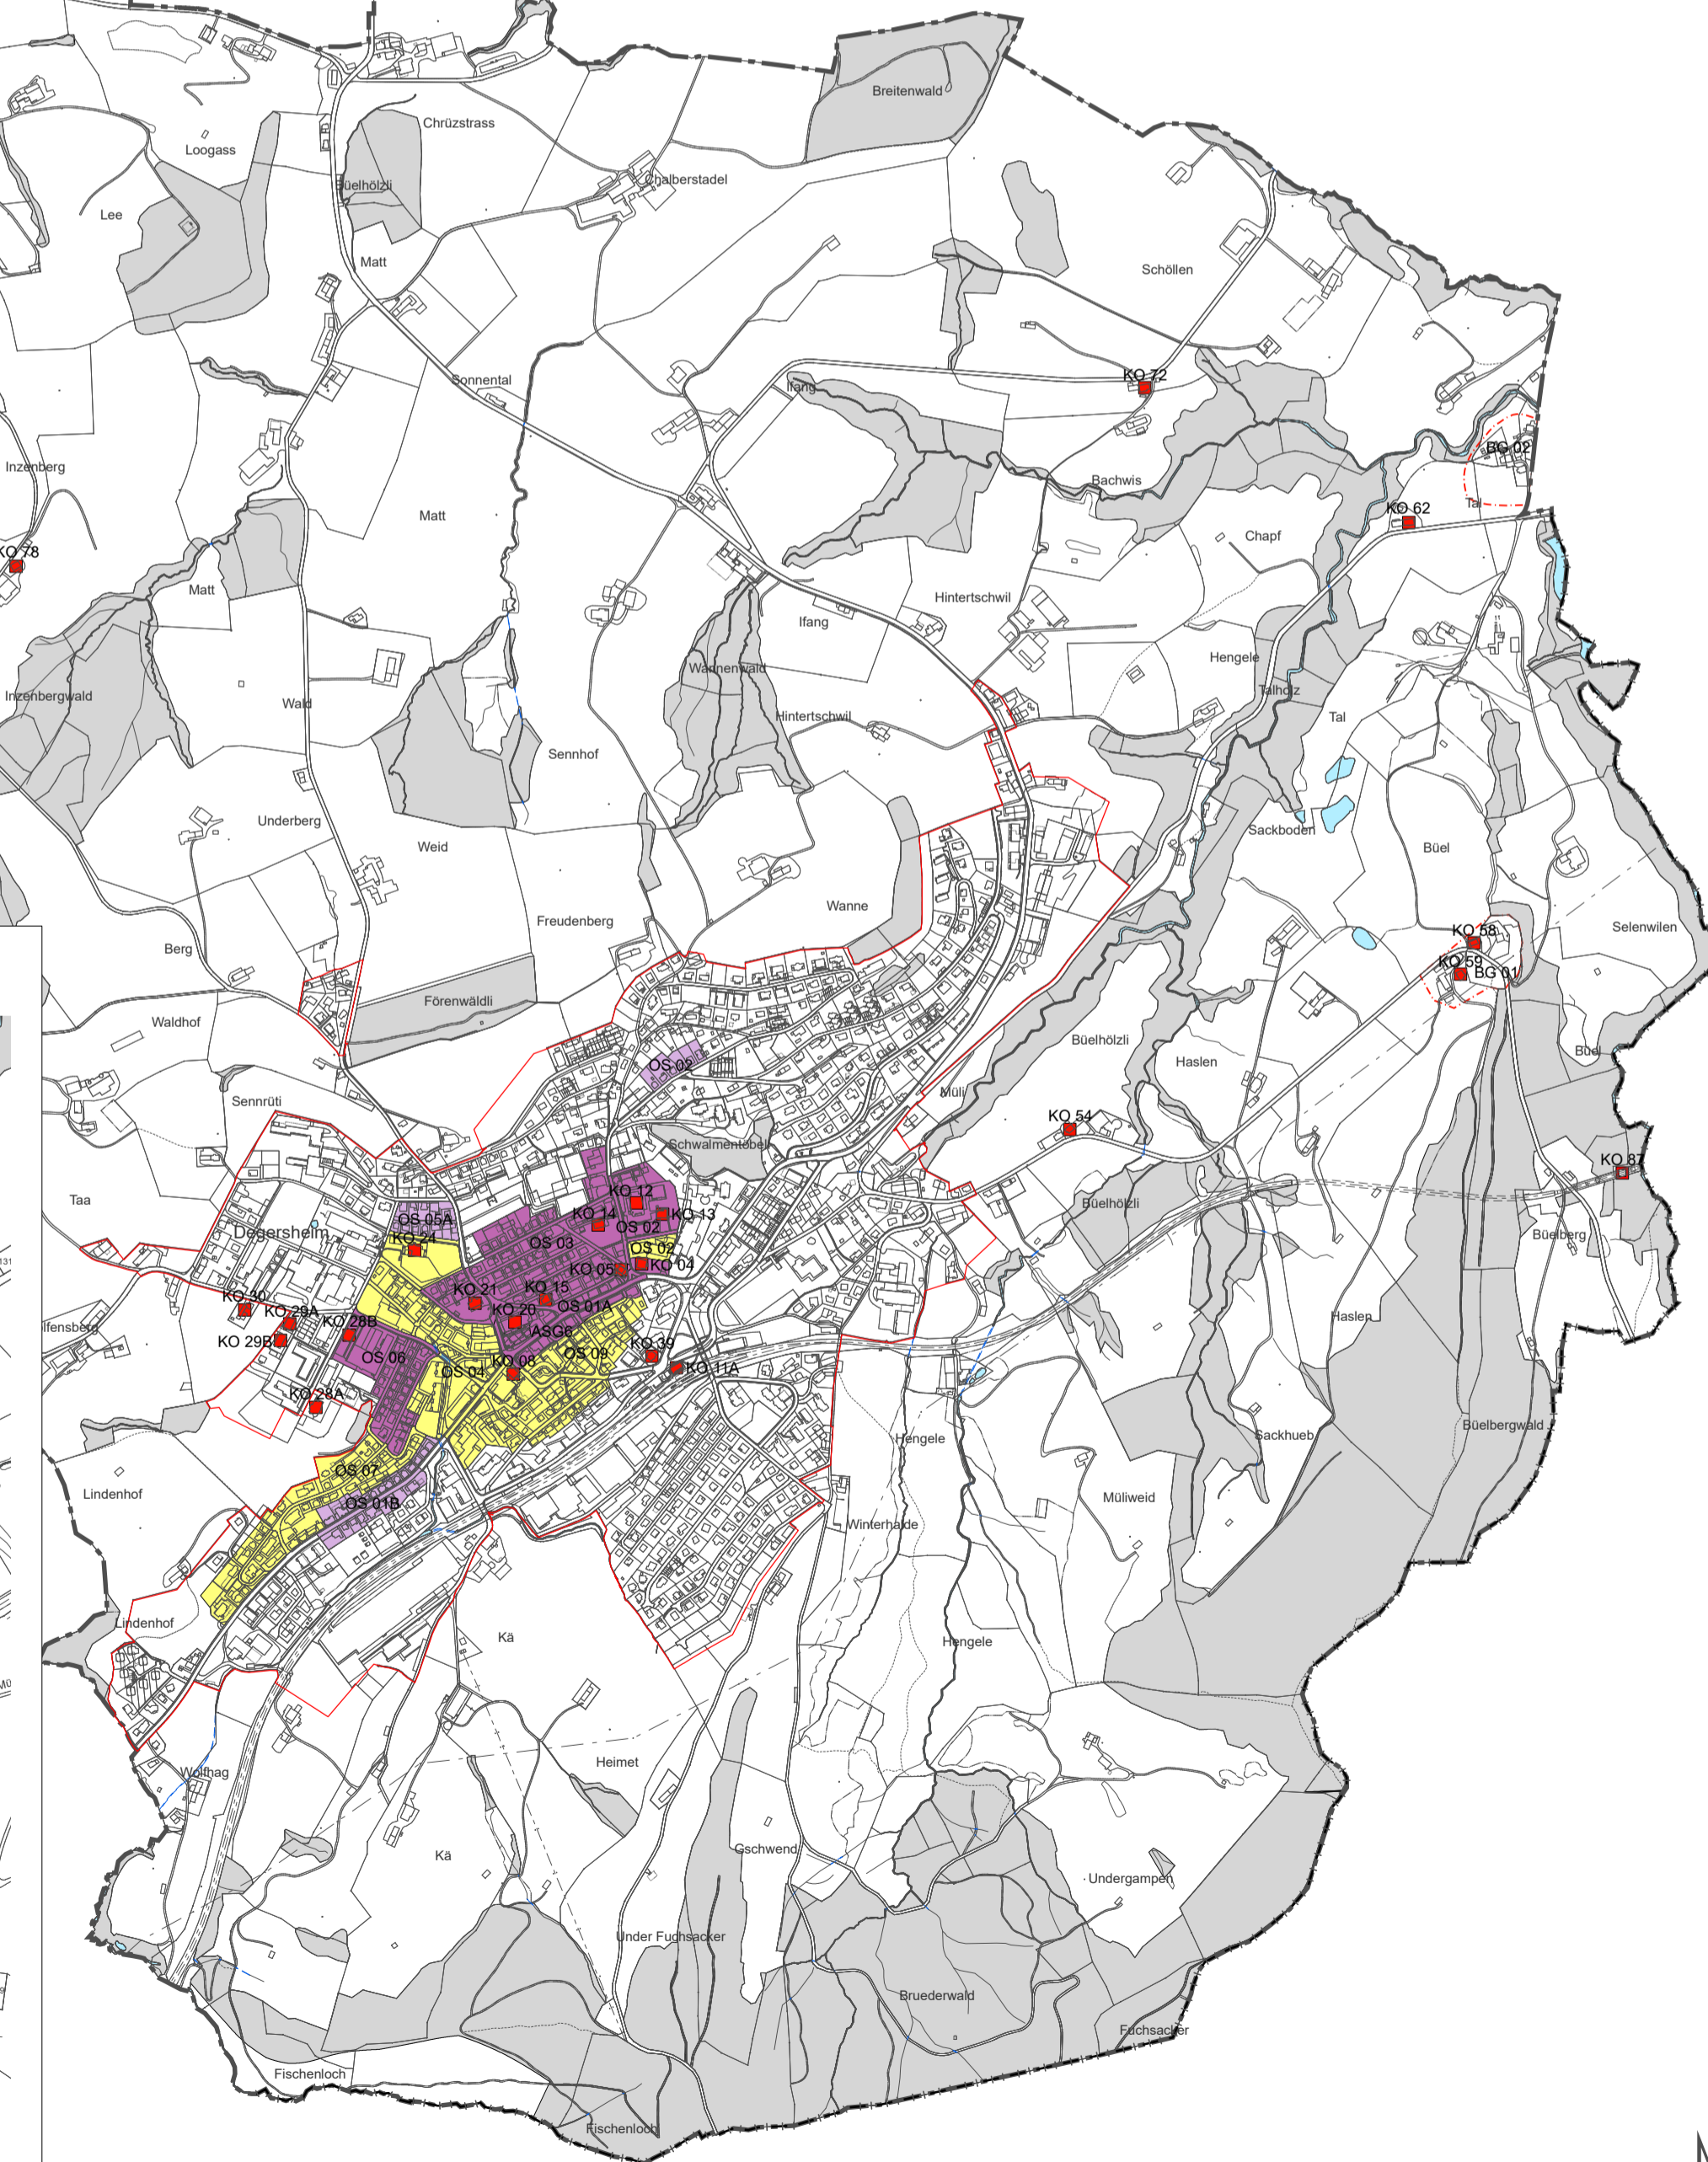 Breitenwald
Chrüzstrass
Loogass
Chalberstadel
Büelhölzli
Lee
Matt
Schöllen
Sonnental
KO 72
Ifang
BG 02
Inzenberg
Bachwis
Tal
KO 62
Matt
Chapf
KO 78
Matt
Hintertschwil
Ifang
Hengele
Wannenwald
Talholz
Inzenbergwald
Wald
Hintertschwil
Tal
Sennhof
Underberg
Sackboden
Weid
Büel
Wanne
Freudenberg
Selenwilen
KO 58
Berg
KO 59
BG 01
Förenwäldli
Waldhof
Büelhölzli
Büel
Haslen
OS 02
Müli
Sennrüti
KO 54
Schwalmentobel
KO 87
Taa
KO 12
Büelhölzli
KO 14
KO 13
OS 05A
OS 02
Degersheim
OS 03
Büelberg
KO 24
OS 02
KO 05
KO 04
KO 21
KO 15
KO 30
OS 01A
KO 29A
KO 20
Haslen
KO 28B
ASG6
lfensberg
KO 29B
KO 39
OS 06
OS 09
KO 08
KO 11A
OS 04
KO 28A
Büelbergwald
Hengele
Sackhueb
OS 07
Lindenhof
Müliweid
OS 01B
Winterhalde
Lindenhof
Kä
Hengele
Heimet
Wolfhag
Gschwend
Kä
Undergampen
Under Fuchsacker
Bruederwald
Fuchsacker
Fischenloch
Fischenloch